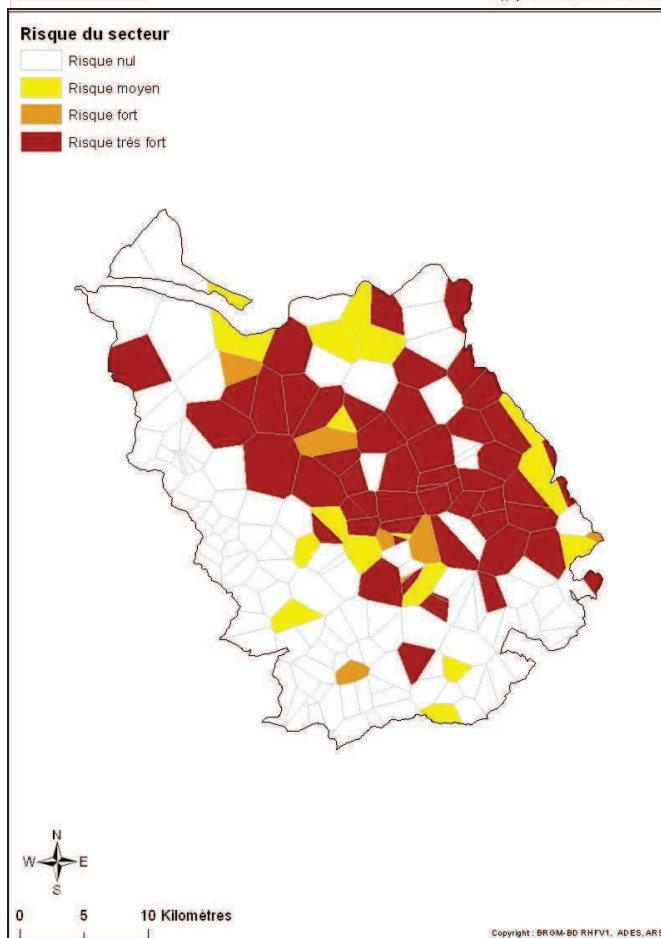 Risque du secteur
Risque nul
Risque moyen
Risque fort
Risque très fort
N
W E
S
0 5 10 Kilomètres
Copyright : BRGM-BD RHFV1, ADES, ARS